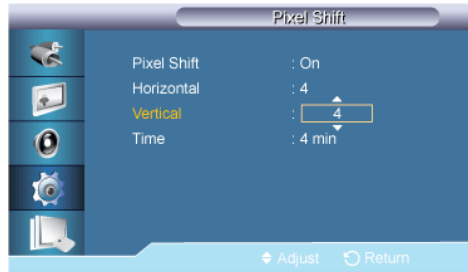 Pixel Shift
Pixel Shift : On
Horizontal : 4
Vertical : 4
Time : 4 min
Adjust Return